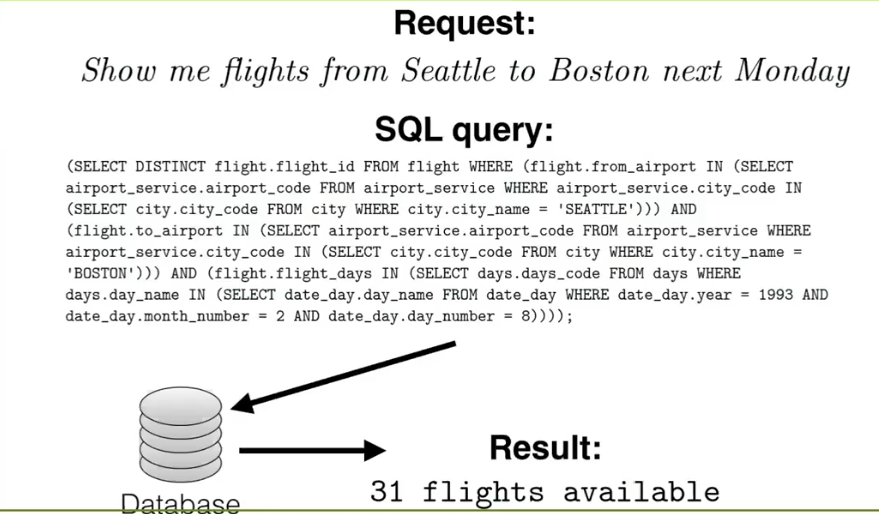 Request:
Show me flights from Seattle to Boston next Monday
SQL query:
(SELECT DISTINCT flight.flight_id FROM flight WHERE (flight.from_airport IN (SELECT
airport_service.airport_code FROM airport_service WHERE airport_service.city_code IN
(SELECT city.city_code FROM city WHERE city.city_name = 'SEATTLE'))) AND
(flight.to_airport IN (SELECT airport_service.airport_code FROM airport_service WHERE
airport_service.city_code IN (SELECT city.city_code FROM city WHERE city.city_name =
'BOSTON'))) AND (flight.flight_days IN (SELECT days.days_code FROM days WHERE
days.day_name IN (SELECT date_day.day_name FROM date_day WHERE date_day.year = 1993 AND
date_day.month_number = 2 AND date_day.day_number = 8))));
Result:
31 flights available
Database